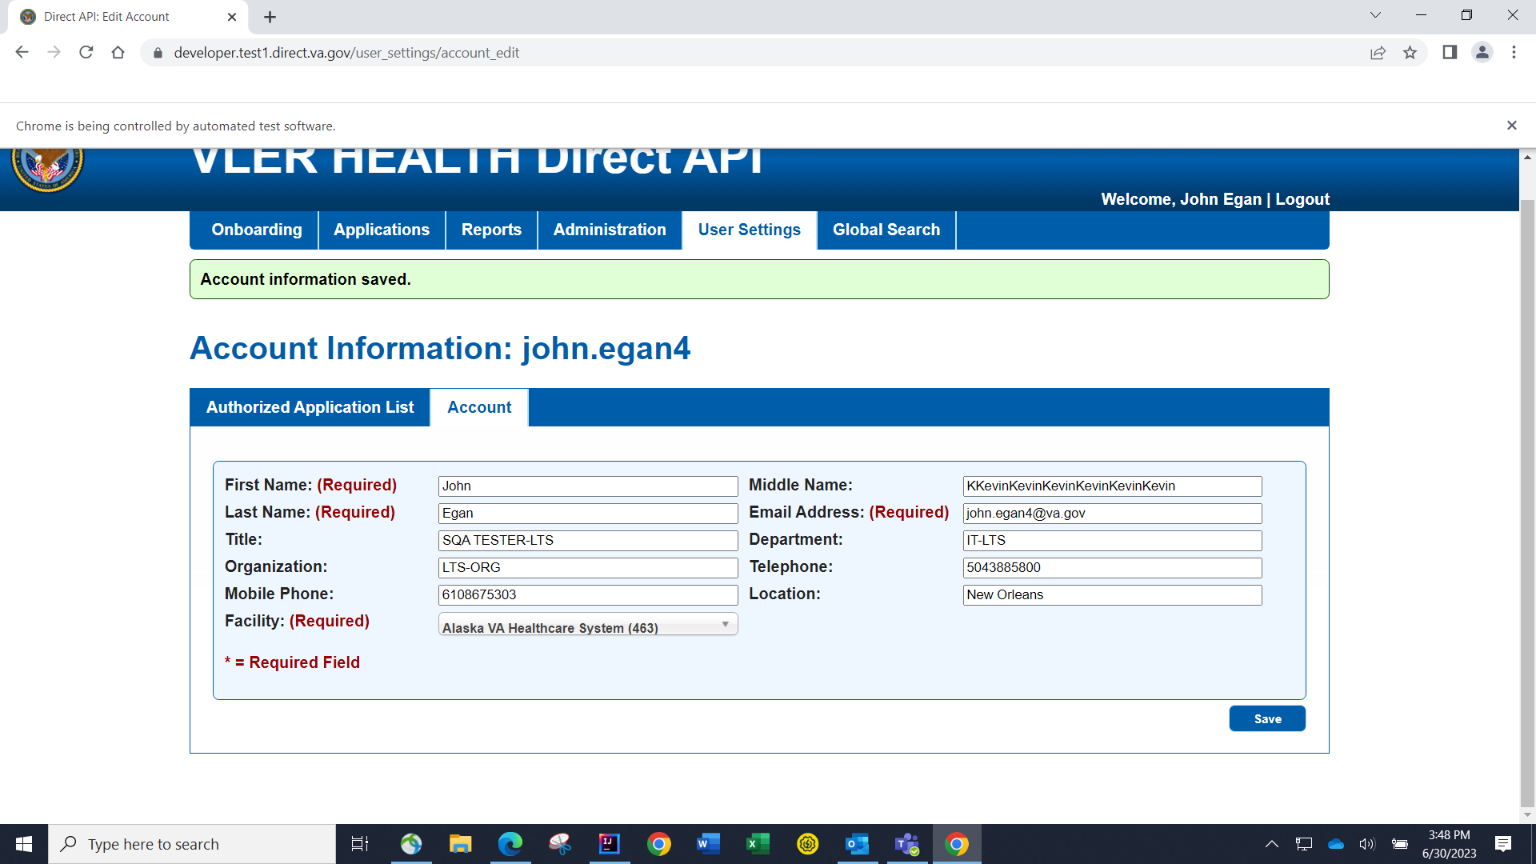 Direct API: Edit Account
developer.test1.direct.va.gov/user_settings/account_edit
Chrome is being controlled by automated test software.
VLER HEALTH Direct API
Welcome, John Egan | Logout
Onboarding Applications Reports Administration User Settings Global Search
Account information saved.
Account Information: john.egan4
Authorized Application List Account
First Name: (Required) John Middle Name: KKevinKevinKevinKevinKevinKevin
Last Name: (Required) Egan Email Address: (Required) john.egan4@va.gov
Title: SQA TESTER-LTS Department: IT-LTS
Organization: LTS-ORG Telephone: 5043885800
Mobile Phone: 6108675303 Location: New Orleans
Facility: (Required) Alaska VA Healthcare System (463)
* = Required Field
Save
Type here to search
3:48 PM
6/30/2023